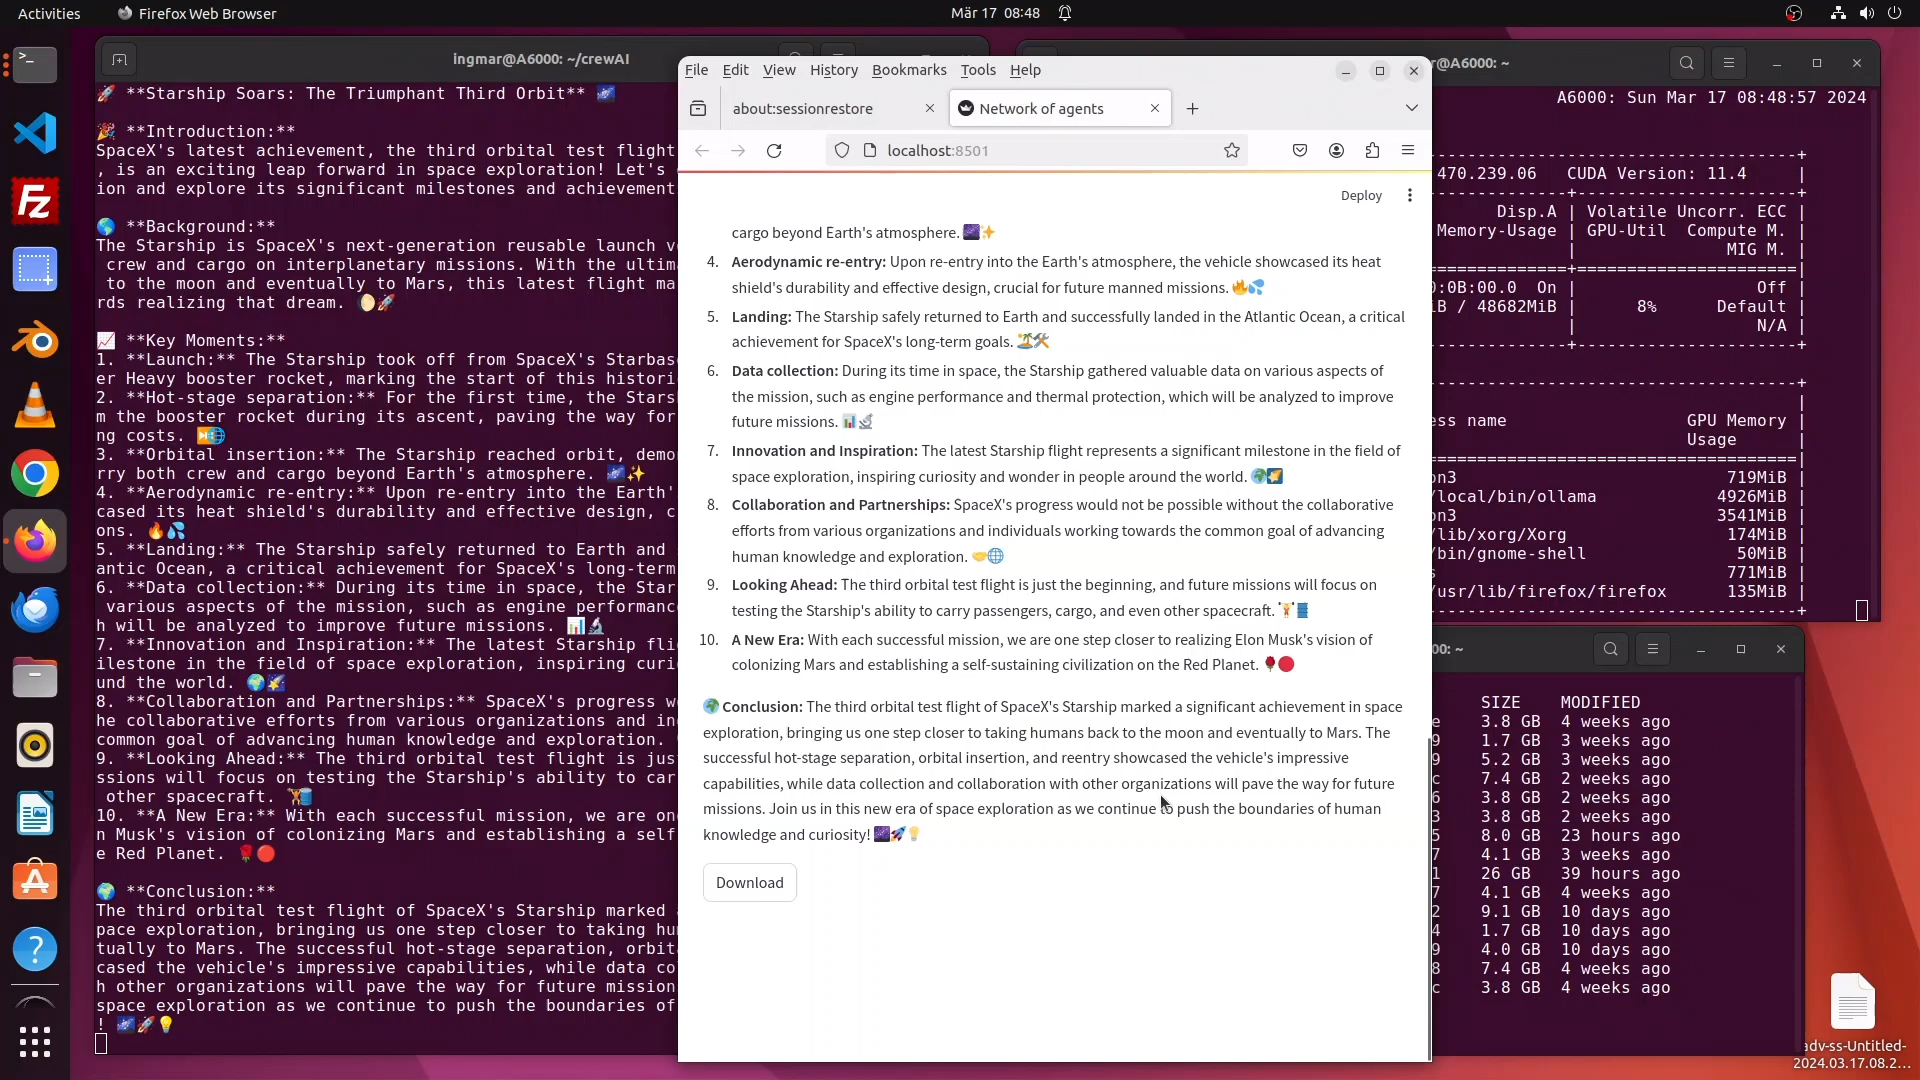 Activities
Firefox Web Browser
Mär 17 08:48
ingmar@A6000: ~/crewAI
🚀 **Starship Soars: The Triumphant Third Orbit** 🌌
🎉 **Introduction:**
SpaceX's latest achievement, the third orbital test flight
, is an exciting leap forward in space exploration! Let's
ion and explore its significant milestones and achievement
🌎 **Background:**
The Starship is SpaceX's next-generation reusable launch v
crew and cargo on interplanetary missions. With the ultim
to the moon and eventually to Mars, this latest flight ma
rds realizing that dream. 🌔🚀
📈 **Key Moments:**
1. **Launch:** The Starship took off from SpaceX's Starbas
er Heavy booster rocket, marking the start of this histori
2. **Hot-stage separation:** For the first time, the Stars
m the booster rocket during its ascent, paving the way for
ng costs. ⏯🌐
3. **Orbital insertion:** The Starship reached orbit, demo
rry both crew and cargo beyond Earth's atmosphere. 🌌✨
4. **Aerodynamic re-entry:** Upon re-entry into the Earth'
cased its heat shield's durability and effective design, c
ons. 🔥💦
5. **Landing:** The Starship safely returned to Earth and
antic Ocean, a critical achievement for SpaceX's long-term
6. **Data collection:** During its time in space, the Star
various aspects of the mission, such as engine performanc
h will be analyzed to improve future missions. 📊🔬
7. **Innovation and Inspiration:** The latest Starship fli
ilestone in the field of space exploration, inspiring curi
und the world. 🌍🌠
8. **Collaboration and Partnerships:** SpaceX's progress w
he collaborative efforts from various organizations and in
common goal of advancing human knowledge and exploration.
9. **Looking Ahead:** The third orbital test flight is jus
ssions will focus on testing the Starship's ability to car
other spacecraft. 🏋🛢
10. **A New Era:** With each successful mission, we are on
n Musk's vision of colonizing Mars and establishing a self
e Red Planet. 🌹🔴
🌍 **Conclusion:**
The third orbital test flight of SpaceX's Starship marked
pace exploration, bringing us one step closer to taking hu
tually to Mars. The successful hot-stage separation, orbit
cased the vehicle's impressive capabilities, while data co
h other organizations will pave the way for future mission
space exploration as we continue to push the boundaries of
! 🌌🚀💡
File Edit View History Bookmarks Tools Help
about:sessionrestore
Network of agents
localhost:8501
Deploy
cargo beyond Earth's atmosphere. 🌌✨
4. Aerodynamic re-entry: Upon re-entry into the Earth's atmosphere, the vehicle showcased its heat
shield's durability and effective design, crucial for future manned missions. 🔥💦
5. Landing: The Starship safely returned to Earth and successfully landed in the Atlantic Ocean, a critical
achievement for SpaceX's long-term goals. 🏝🛠
6. Data collection: During its time in space, the Starship gathered valuable data on various aspects of
the mission, such as engine performance and thermal protection, which will be analyzed to improve
future missions. 📊🔬
7. Innovation and Inspiration: The latest Starship flight represents a significant milestone in the field of
space exploration, inspiring curiosity and wonder in people around the world. 🌍🌠
8. Collaboration and Partnerships: SpaceX's progress would not be possible without the collaborative
efforts from various organizations and individuals working towards the common goal of advancing
human knowledge and exploration. 🤝🌐
9. Looking Ahead: The third orbital test flight is just the beginning, and future missions will focus on
testing the Starship's ability to carry passengers, cargo, and even other spacecraft. 🏋🛢
10. A New Era: With each successful mission, we are one step closer to realizing Elon Musk's vision of
colonizing Mars and establishing a self-sustaining civilization on the Red Planet. 🌹🔴
🌍 Conclusion: The third orbital test flight of SpaceX's Starship marked a significant achievement in space
exploration, bringing us one step closer to taking humans back to the moon and eventually to Mars. The
successful hot-stage separation, orbital insertion, and reentry showcased the vehicle's impressive
capabilities, while data collection and collaboration with other organizations will pave the way for future
missions. Join us in this new era of space exploration as we continue to push the boundaries of human
knowledge and curiosity! 🌌🚀💡
Download
r@A6000: ~
A6000: Sun Mar 17 08:48:57 2024
-------------------------------------+
470.239.06   CUDA Version: 11.4     |
--------------+----------------------+
Disp.A | Volatile Uncorr. ECC |
Memory-Usage | GPU-Util  Compute M. |
|               MIG M. |
==============+======================|
0:0B:00.0  On |                  Off |
iB / 48682MiB |      8%      Default |
|                  N/A |
--------------+----------------------+
-------------------------------------+
|
ess name                  GPU Memory |
Usage      |
=====================================|
on3                           719MiB |
/local/bin/ollama            4926MiB |
on3                          3541MiB |
/lib/xorg/Xorg                174MiB |
/bin/gnome-shell               50MiB |
s                             771MiB |
/usr/lib/firefox/firefox      135MiB |
-------------------------------------+
00: ~
SIZE MODIFIED
e 3.8 GB 4 weeks ago
9 1.7 GB 3 weeks ago
9 5.2 GB 3 weeks ago
c 7.4 GB 2 weeks ago
6 3.8 GB 2 weeks ago
3 3.8 GB 2 weeks ago
5 8.0 GB 23 hours ago
7 4.1 GB 3 weeks ago
1 26 GB 39 hours ago
7 4.1 GB 4 weeks ago
2 9.1 GB 10 days ago
4 1.7 GB 10 days ago
9 4.0 GB 10 days ago
8 7.4 GB 4 weeks ago
c 3.8 GB 4 weeks ago
adv-ss-Untitled-
2024.03.17.08.2...